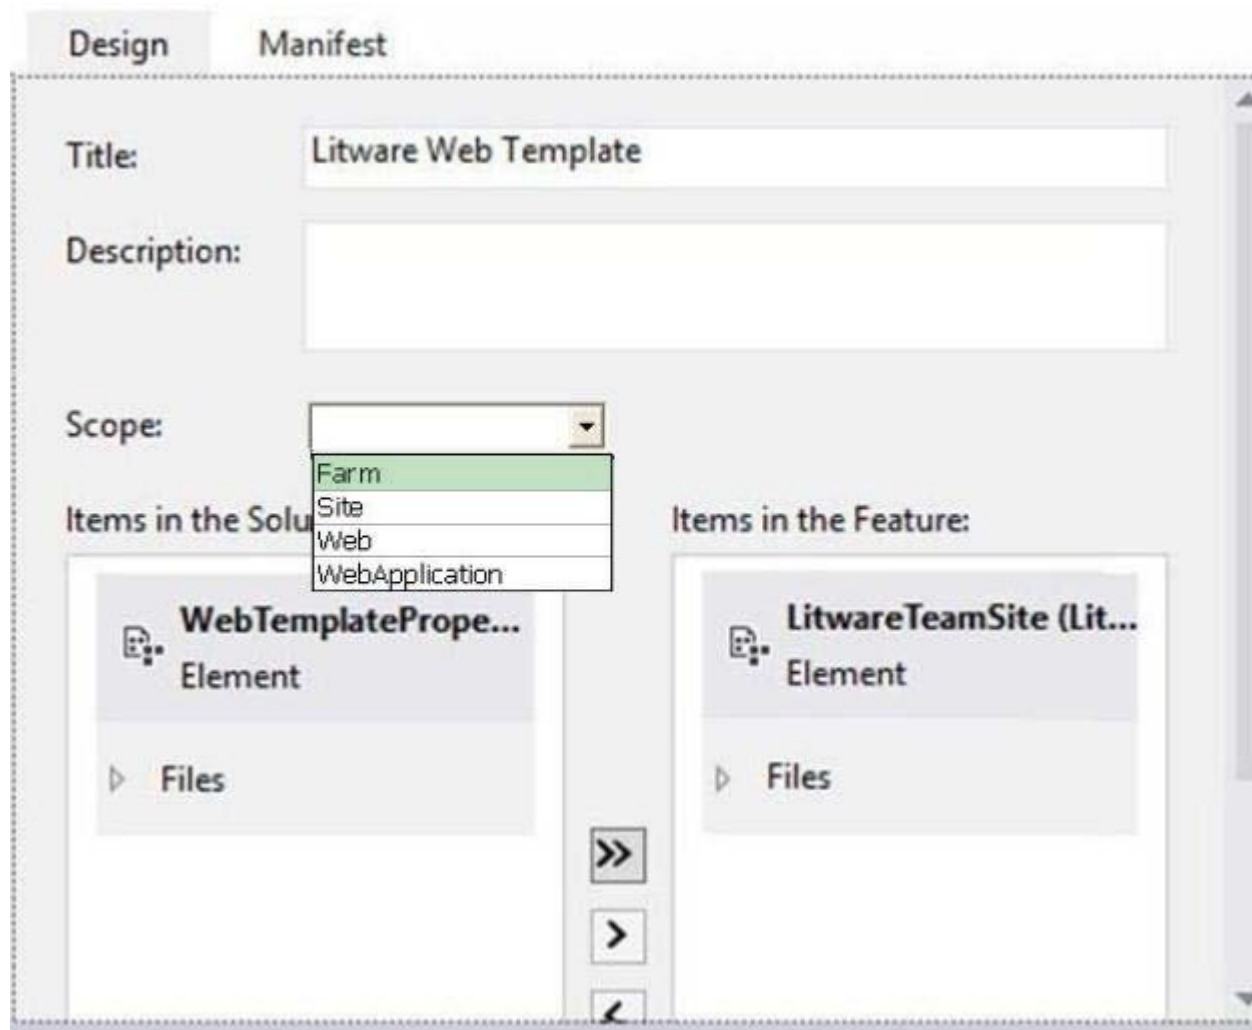 Design Manifest
Title: Litware Web Template
Description:
Scope:
Farm
Site
Web
WebApplication
Items in the Solu
Items in the Feature:
WebTemplatePrope...
Element
Files
LitwareTeamSite (Lit...
Element
Files